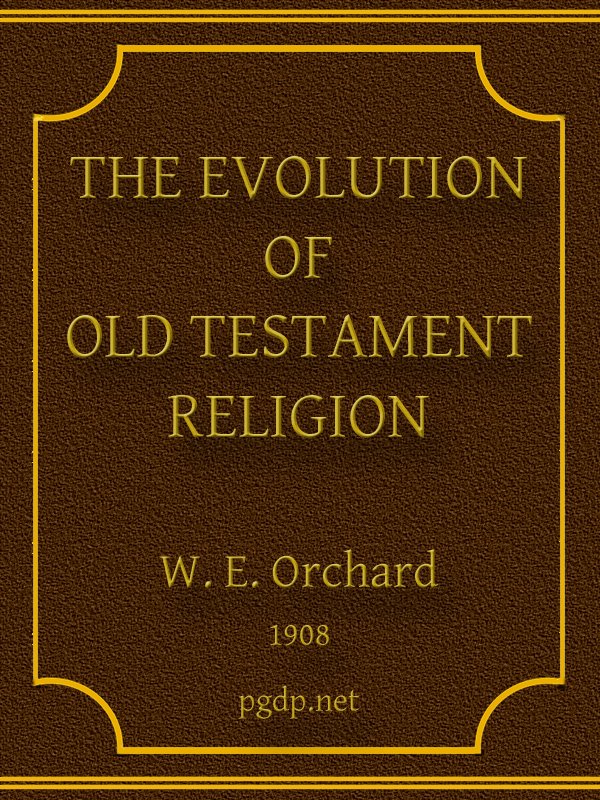 THE EVOLUTION
OF
OLD TESTAMENT
RELIGION
W. E. Orchard
1908
pgdp.net